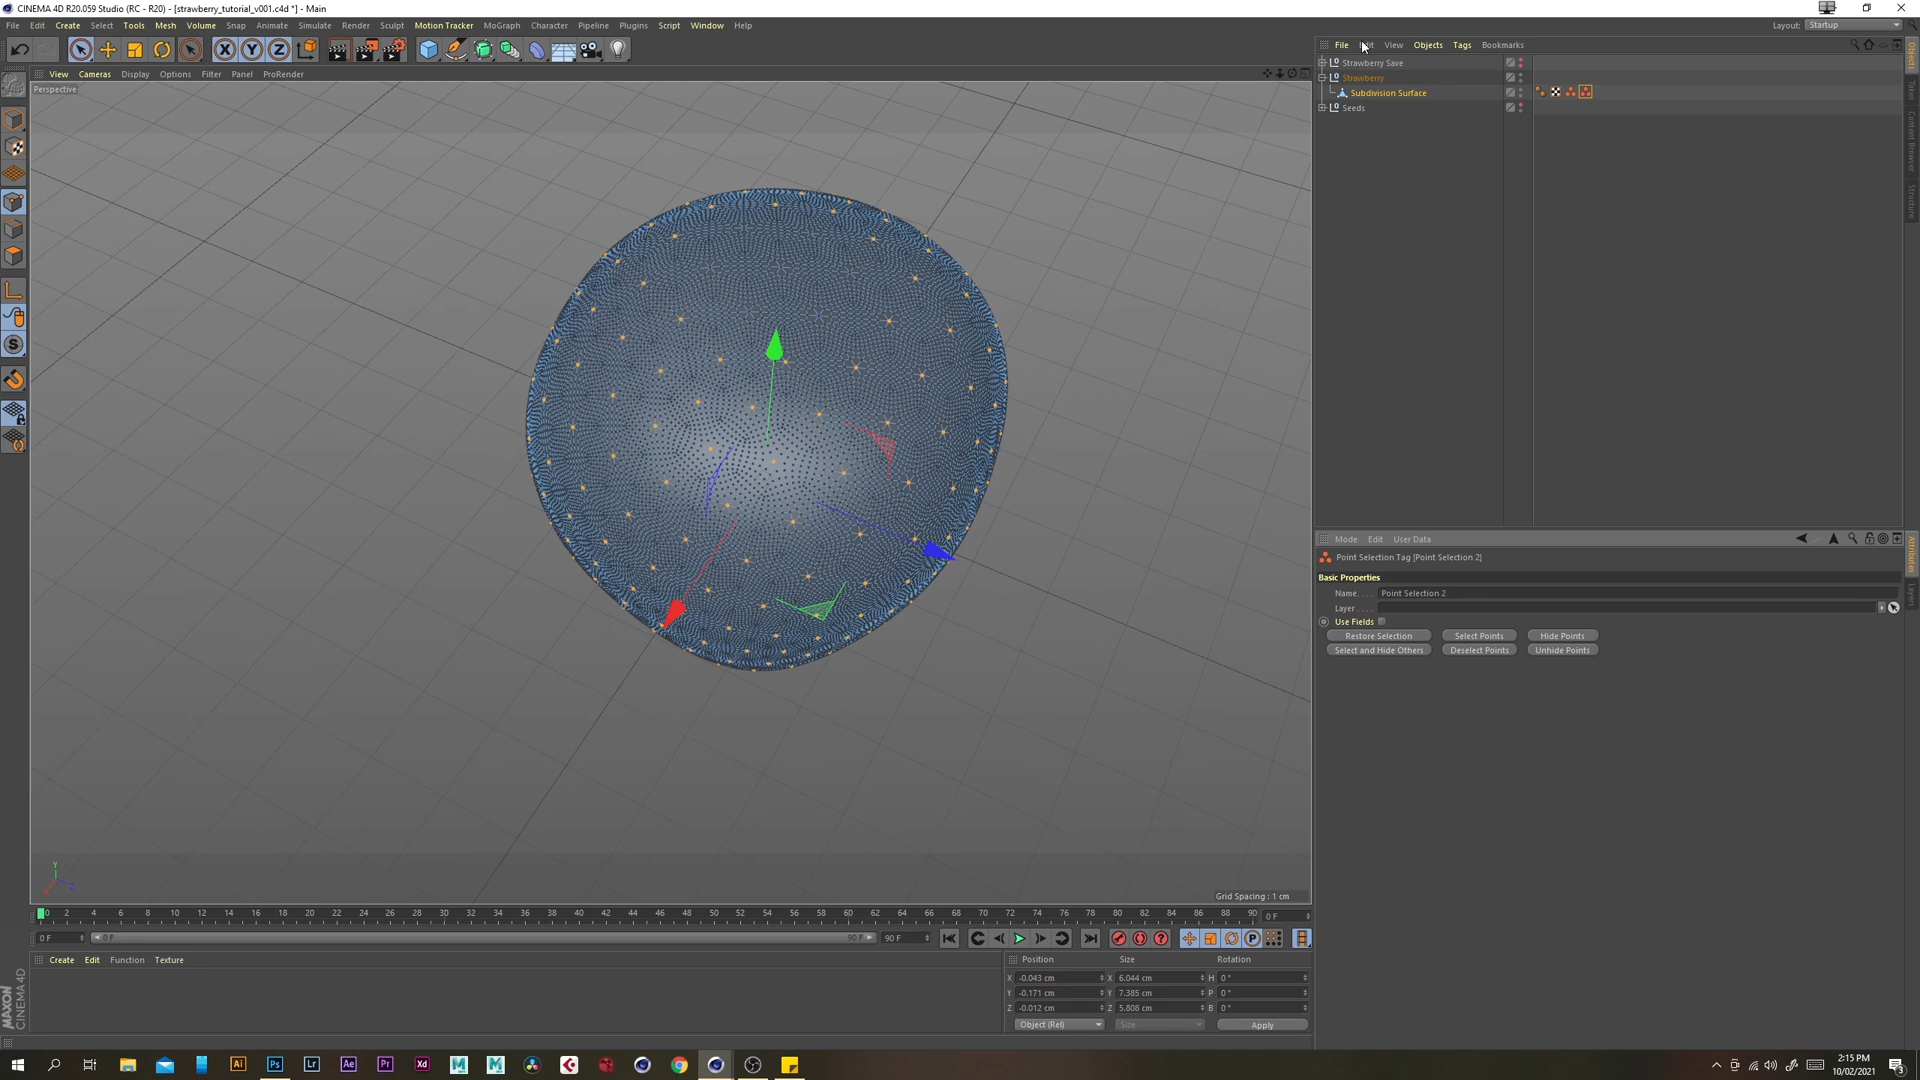 CINEMA 4D R20.059 Studio (RC - R20) - [strawberry_tutorial_v001.c4d *] - Main
File Edit Create Select Tools Mesh Volume Snap Animate Simulate Render Sculpt Motion Tracker MoGraph Character Pipeline Plugins Script Window Help
Layout: Startup
File View Objects Tags Bookmarks
View Cameras Display Options Filter Panel ProRender
Perspective
Strawberry Save
Strawberry
Subdivision Surface
Seeds
Objects
Takes
Content Browser
Structure
Mode Edit User Data
Point Selection Tag [Point Selection 2]
Basic Properties
Name. . . . Point Selection 2
Layer . . . .
Use Fields
Restore Selection Select Points Hide Points
Select and Hide Others Deselect Points Unhide Points
Attributes
Layers
Y
Z
Grid Spacing : 1 cm
0 2 4 6 8 10 12 14 16 18 20 22 24 26 28 30 32 34 36 38 40 42 44 46 48 50 52 54 56 58 60 62 64 66 68 70 72 74 76 78 80 82 84 86 88 90 0 F
0 F 0 F 90 F 90 F
Create Edit Function Texture
Position Size Rotation
X -0.043 cm X 6.044 cm H 0 °
Y -0.171 cm Y 7.385 cm P 0 °
Z -0.012 cm Z 5.808 cm B 0 °
Object (Rel) Size Apply
MAXON
CINEMA 4D
2:15 PM
10/02/2021